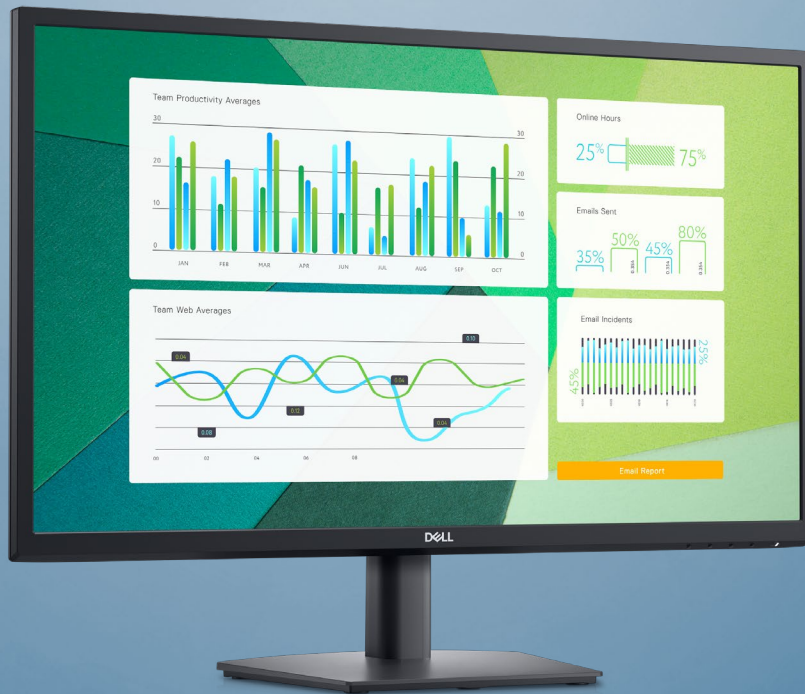 Team Productivity Averages
30
20
10
0
30
20
10
0
JAN FEB MAR APR JUN JUL AUG SEP OCT
Online Hours
25% 75%
Emails Sent
35% 50% 45% 80%
Team Web Averages
0.04
0.08
0.12
0.04
0.04
0.10
00 02 04 06 08
Email Incidents
45%
25%
Email Report
DELL